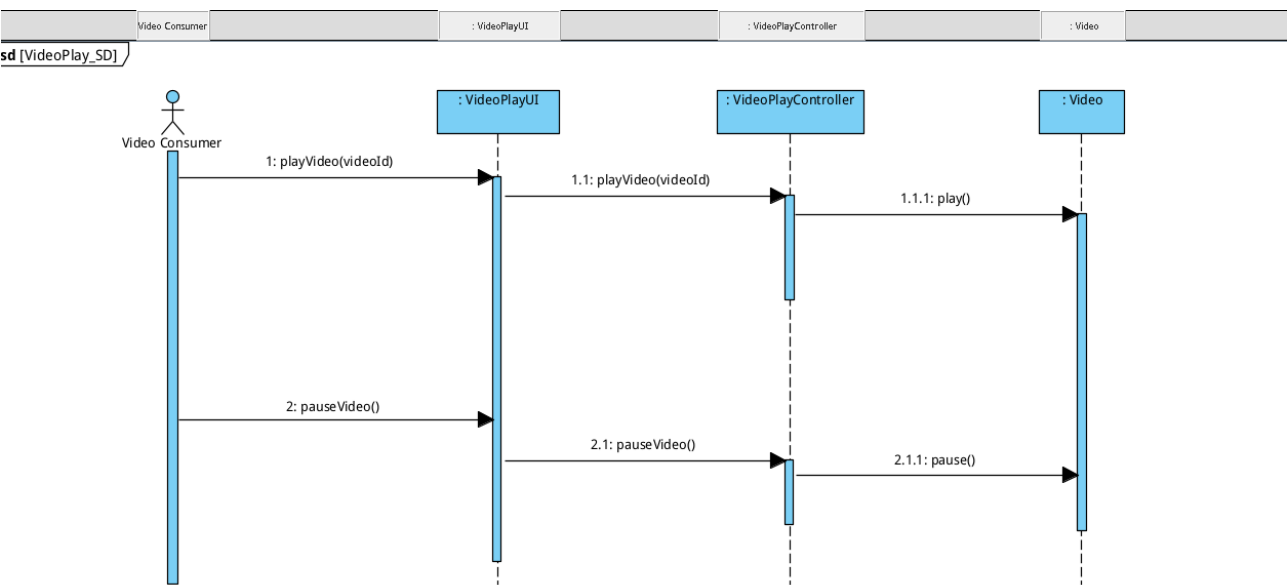 Video Consumer
: VideoPlayUI
: VideoPlayController
: Video
sd [VideoPlay_SD]
: VideoPlayUI
: VideoPlayController
: Video
Video Consumer
1: playVideo(videoId)
1.1: playVideo(videoId)
1.1.1: play()
2: pauseVideo()
2.1: pauseVideo()
2.1.1: pause()